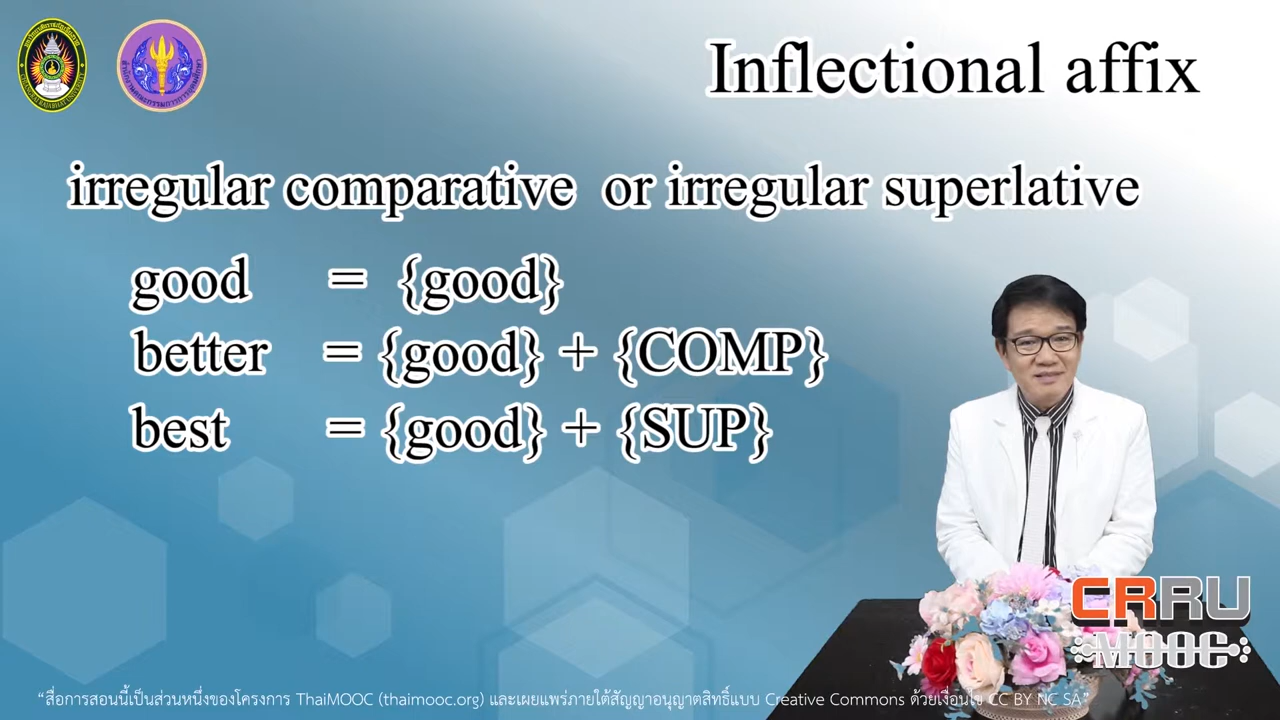 Inflectional affix
irregular comparative or irregular superlative
good = {good}
better = {good} + {COMP}
best = {good} + {SUP}
CRRU
MOOC
“สื่อการสอนนี้เป็นส่วนหนึ่งของโครงการ ThaiMOOC (thaimooc.org) และเผยแพร่ภายใต้สัญญาอนุญาตสิทธิ์แบบ Creative Commons ด้วยเงื่อนไข CC BY NC SA”